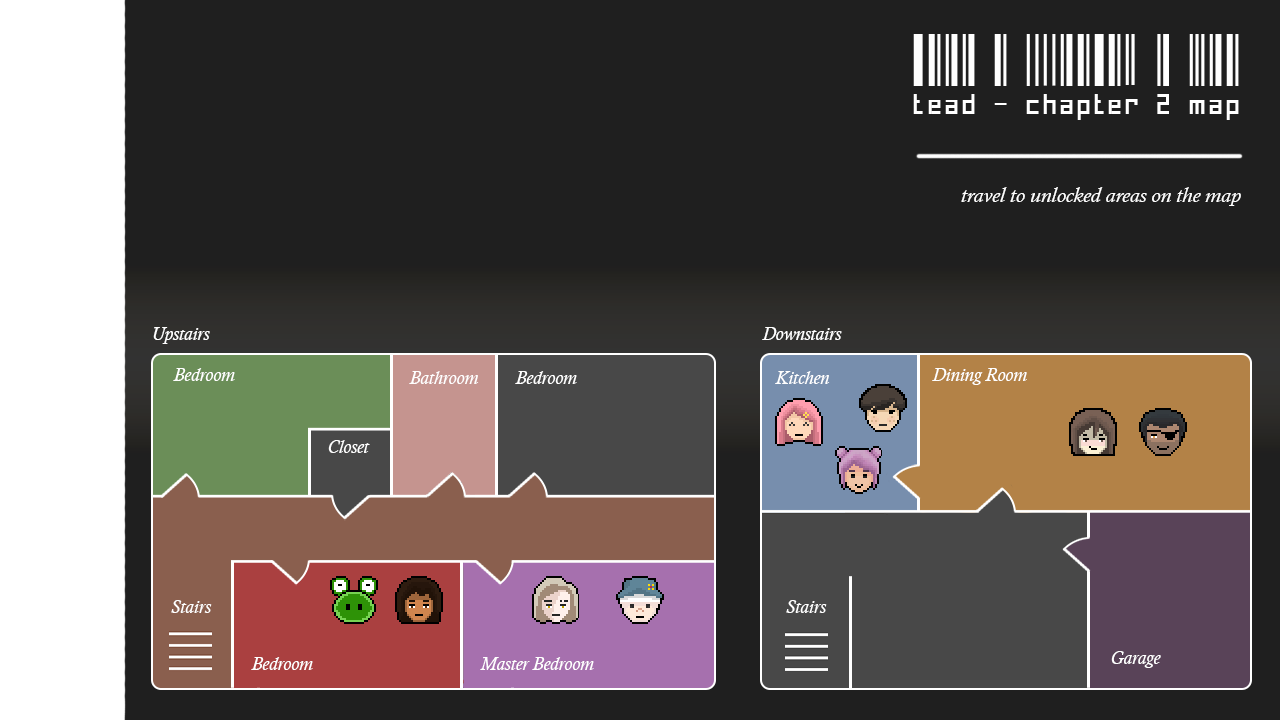 tead - chapter 2 map
travel to unlocked areas on the map
Upstairs
Bedroom
Bathroom
Bedroom
Closet
Stairs
Bedroom
Master Bedroom
Downstairs
Kitchen
Dining Room
Stairs
Garage